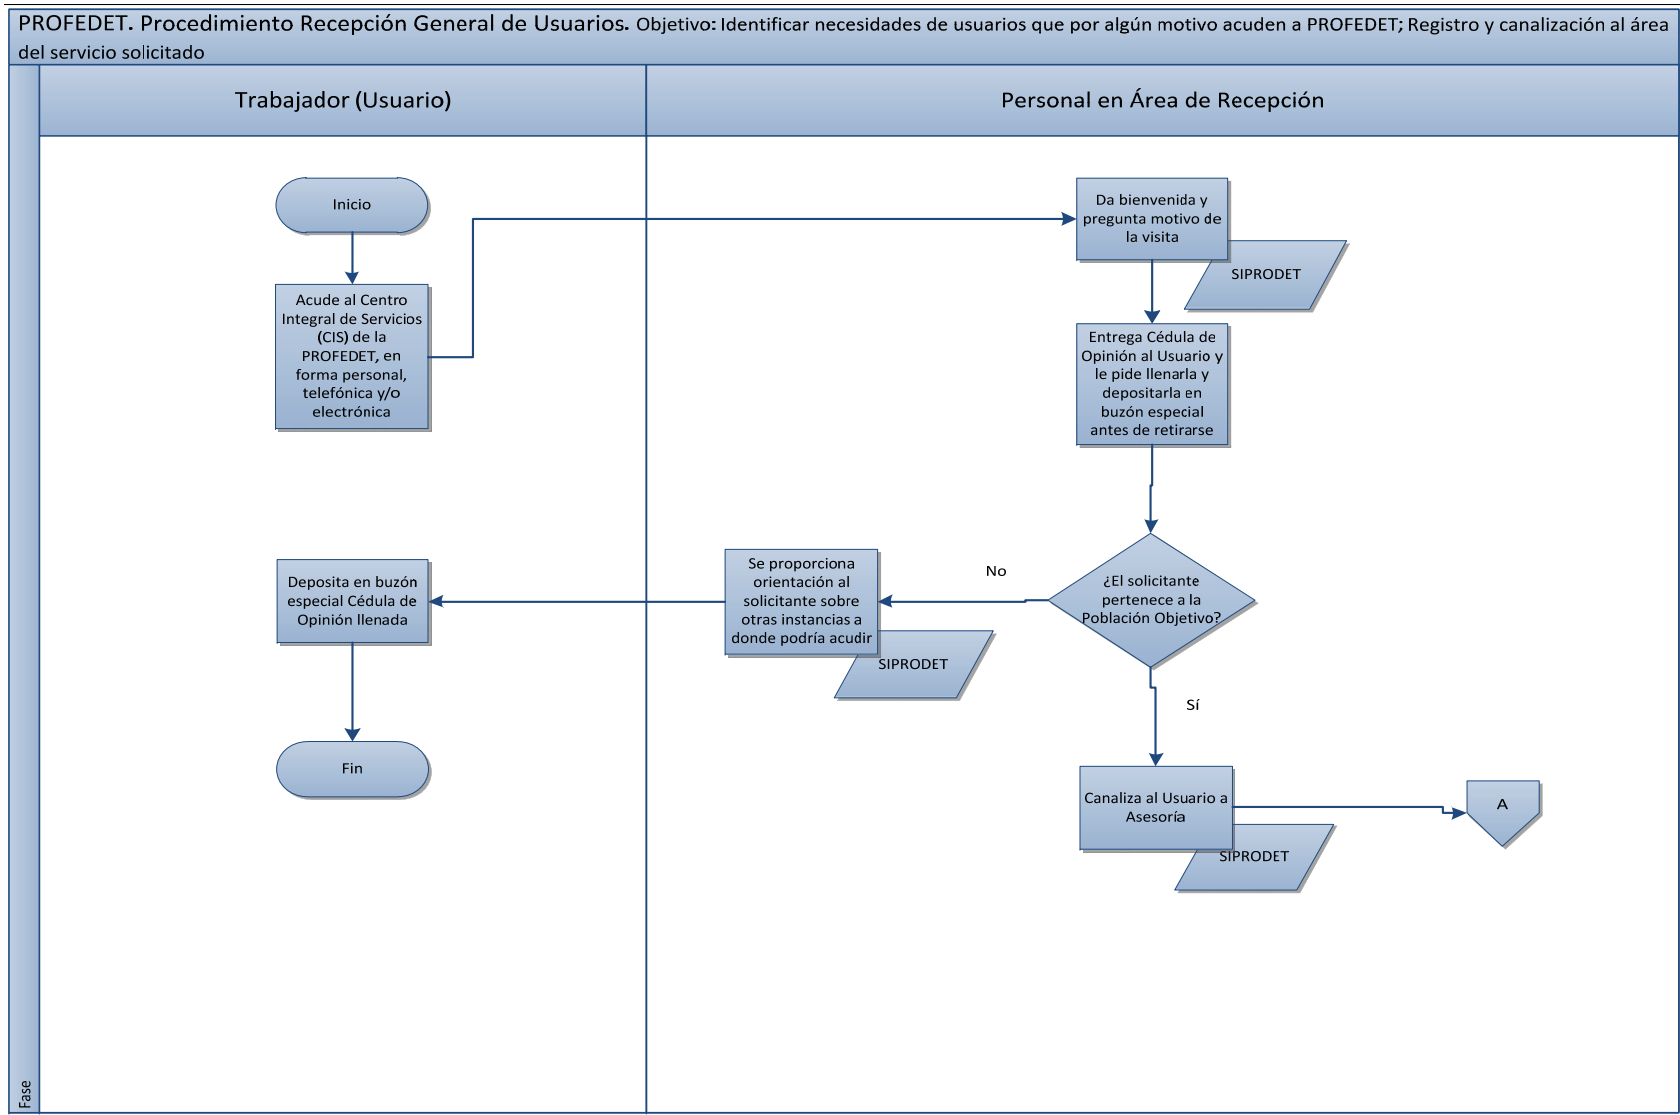 PROFEDET. Procedimiento Recepción General de Usuarios. Objetivo: Identificar necesidades de usuarios que por algún motivo acuden a PROFEDET; Registro y canalización al área
del servicio solicitado
Trabajador (Usuario)
Personal en Área de Recepción
Inicio
Acude al Centro
Integral de Servicios
(CIS) de la
PROFEDET, en
forma personal,
telefónica y/o
electrónica
Da bienvenida y
pregunta motivo de
la visita
SIPRODET
Entrega Cédula de
Opinión al Usuario y
le pide llenarla y
depositarla en
buzón especial
antes de retirarse
¿El solicitante
pertenece a la
Población Objetivo?
No
Se proporciona
orientación al
solicitante sobre
otras instancias a
donde podría acudir
SIPRODET
Deposita en buzón
especial Cédula de
Opinión llenada
Fin
Sí
Canaliza al Usuario a
Asesoría
SIPRODET
A
Fase